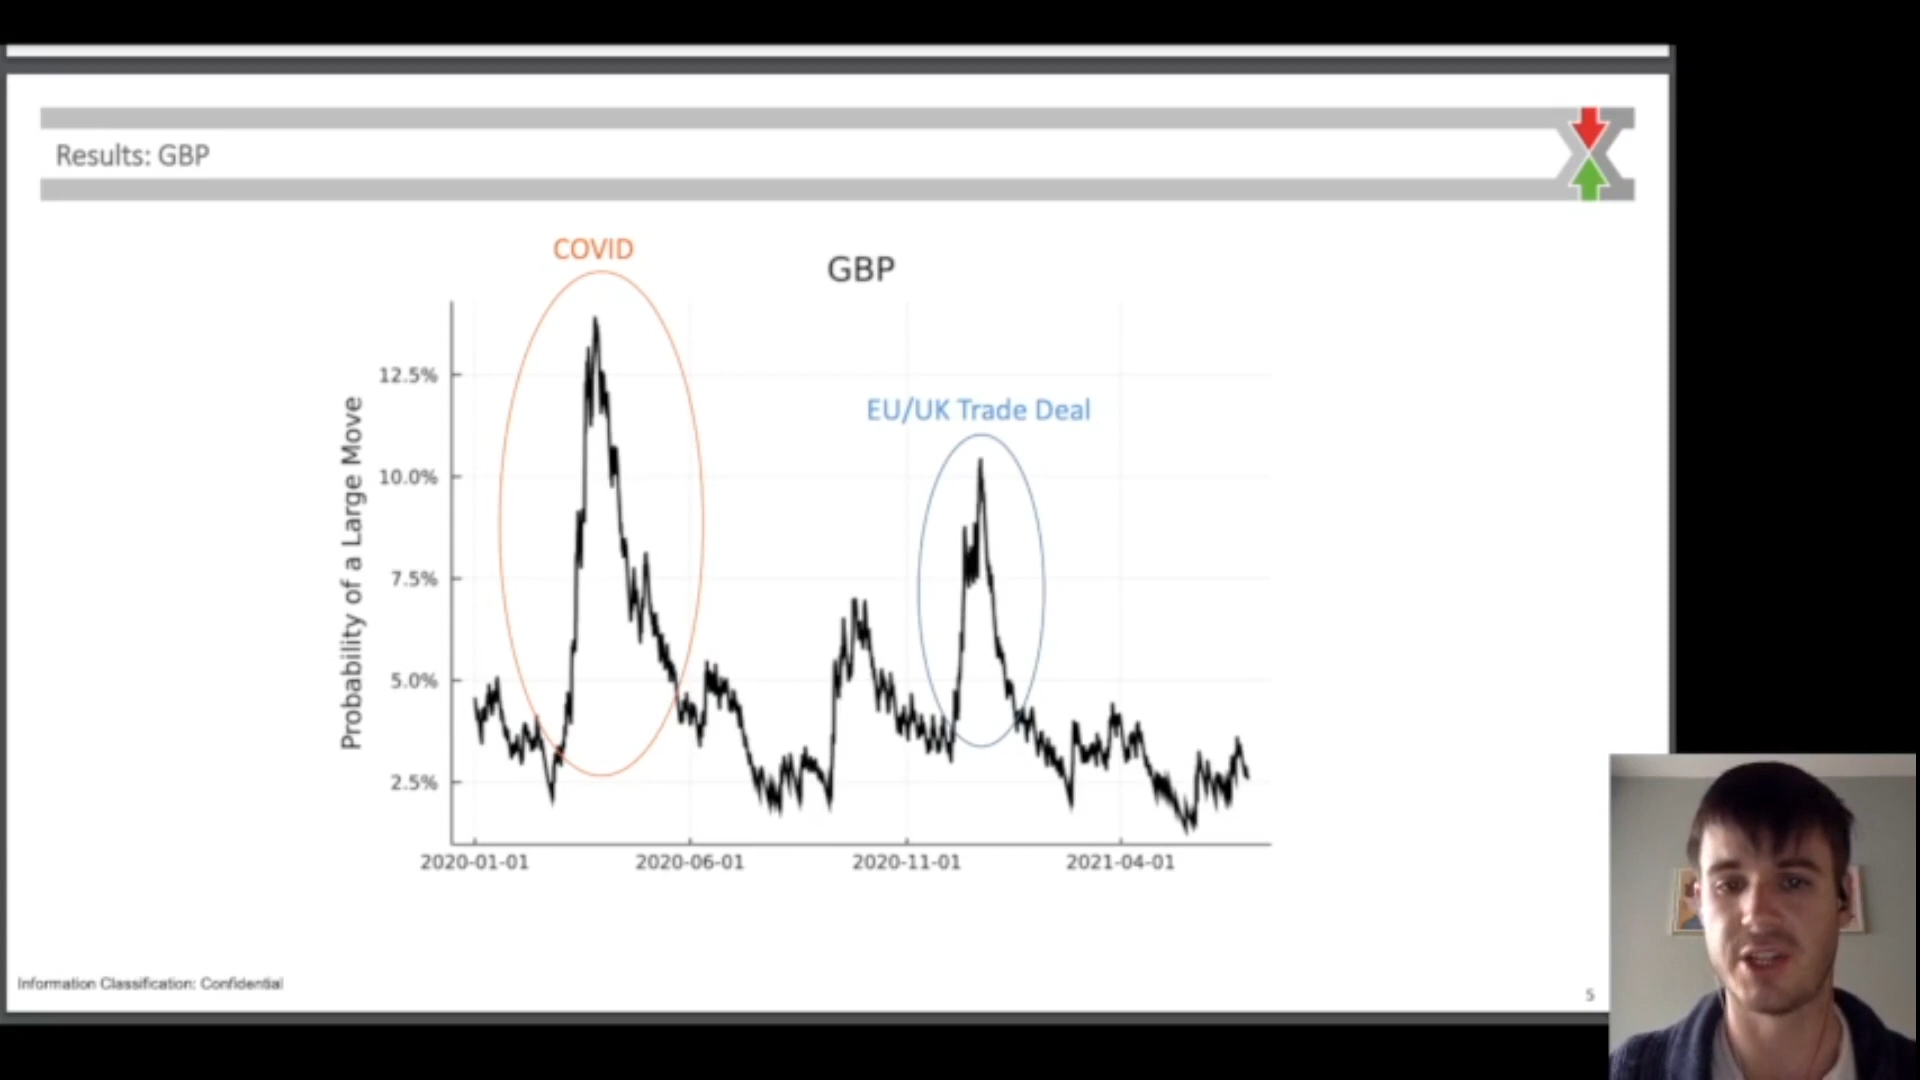 Results: GBP
COVID
GBP
EU/UK Trade Deal
Probability of a Large Move
12.5%
10.0%
7.5%
5.0%
2.5%
2020-01-01
2020-06-01
2020-11-01
2021-04-01
Information Classification: Confidential
5